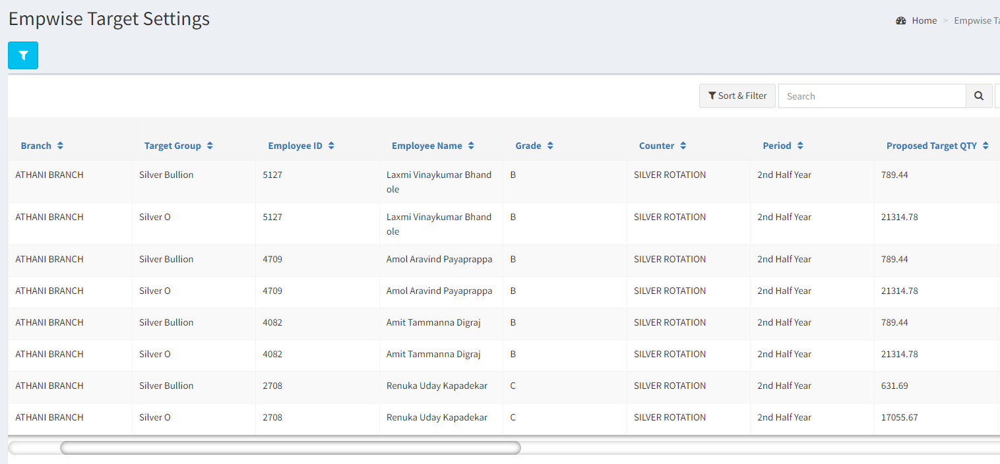 Empwise Target Settings
Home > Empwise Ta
Sort & Filter Search
Branch Target Group Employee ID Employee Name Grade Counter Period Proposed Target QTY
ATHANI BRANCH Silver Bullion 5127 Laxmi Vinaykumar Bhand B SILVER ROTATION 2nd Half Year 789.44
ole
ATHANI BRANCH Silver O 5127 Laxmi Vinaykumar Bhand B SILVER ROTATION 2nd Half Year 21314.78
ole
ATHANI BRANCH Silver Bullion 4709 Amol Aravind Payaprappa B SILVER ROTATION 2nd Half Year 789.44
ATHANI BRANCH Silver O 4709 Amol Aravind Payaprappa B SILVER ROTATION 2nd Half Year 21314.78
ATHANI BRANCH Silver Bullion 4082 Amit Tammanna Digraj B SILVER ROTATION 2nd Half Year 789.44
ATHANI BRANCH Silver O 4082 Amit Tammanna Digraj B SILVER ROTATION 2nd Half Year 21314.78
ATHANI BRANCH Silver Bullion 2708 Renuka Uday Kapadekar C SILVER ROTATION 2nd Half Year 631.69
ATHANI BRANCH Silver O 2708 Renuka Uday Kapadekar C SILVER ROTATION 2nd Half Year 17055.67